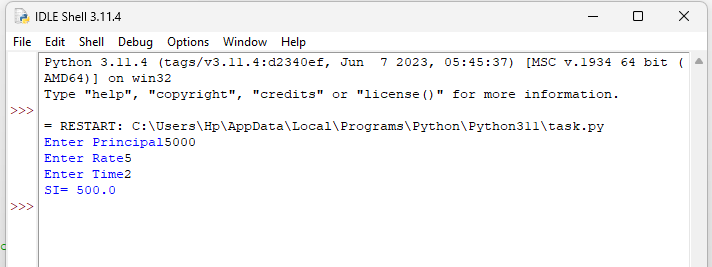 IDLE Shell 3.11.4
File Edit Shell Debug Options Window Help
Python 3.11.4 (tags/v3.11.4:d2340ef, Jun  7 2023, 05:45:37) [MSC v.1934 64 bit (
AMD64)] on win32
Type "help", "copyright", "credits" or "license()" for more information.
>>>
= RESTART: C:\Users\Hp\AppData\Local\Programs\Python\Python311\task.py
Enter Principal5000
Enter Rate5
Enter Time2
SI= 500.0
>>>